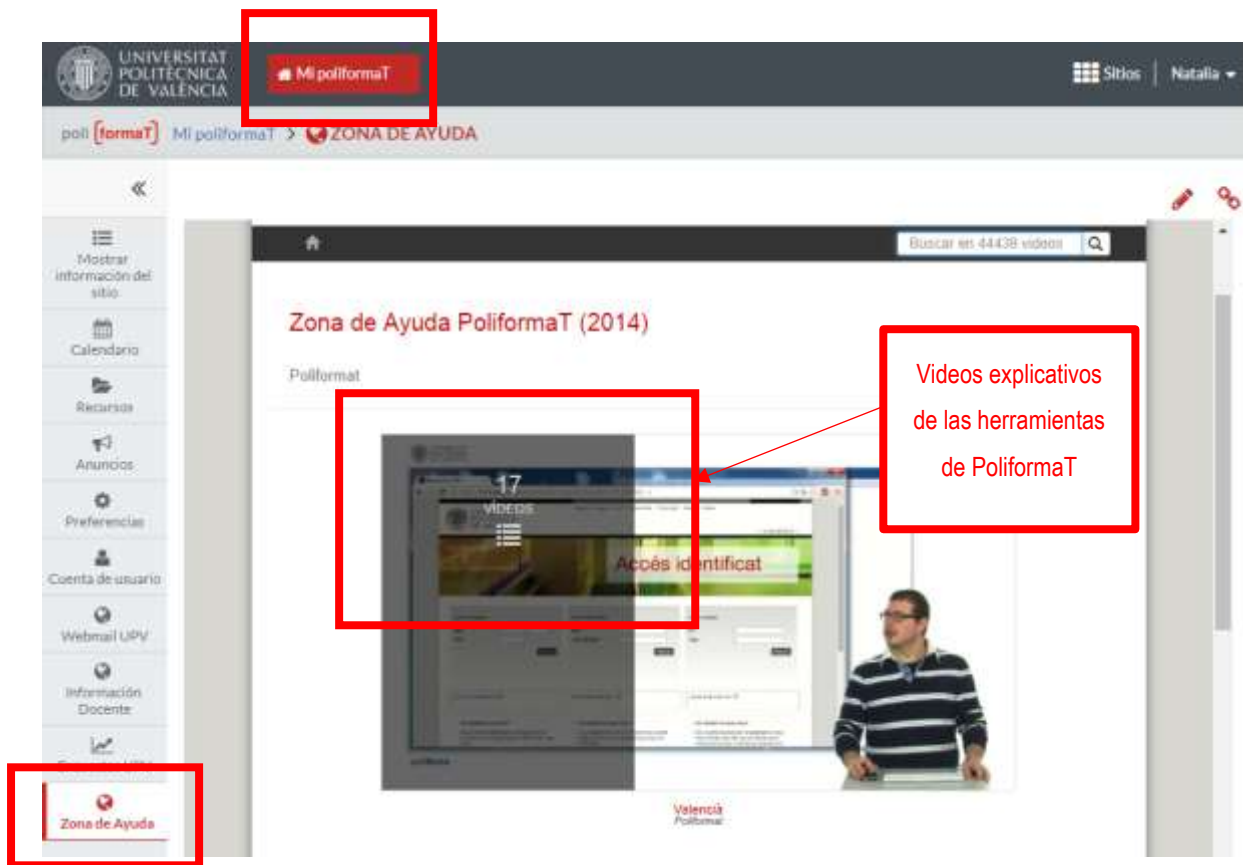 UNIVERSITAT
POLITÈCNICA
DE VALÈNCIA
Mi poliformaT
Sitios
Natalia
poli [formaT]
Mi poliformaT > ZONA DE AYUDA
Mostrar
información del
sitio
Calendario
Recursos
Anuncios
Preferencias
Cuenta de usuario
Webmail UPV
Información
Docente
Zona de Ayuda
Buscar en 44438 videos
Zona de Ayuda PoliformaT (2014)
Poliformat
17
VÍDEOS
Accés identificat
Videos explicativos
de las herramientas
de PoliformaT
Valencià
Poliformat